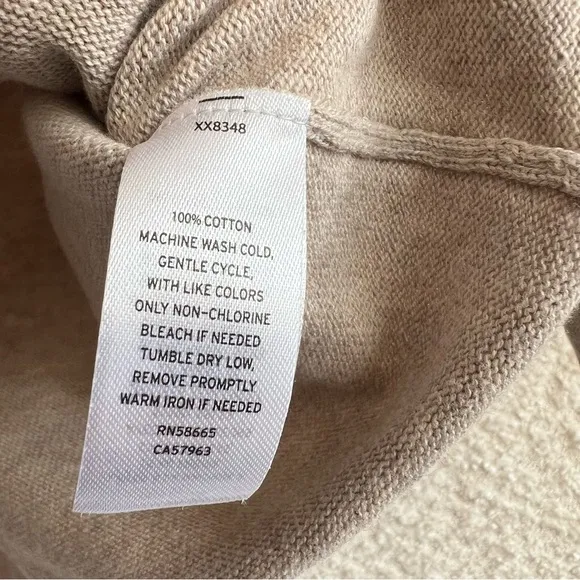 XX8348
100% COTTON
MACHINE WASH COLD,
GENTLE CYCLE,
WITH LIKE COLORS
ONLY NON-CHLORINE
BLEACH IF NEEDED
TUMBLE DRY LOW,
REMOVE PROMPTLY
WARM IRON IF NEEDED
RN58665
CA57963